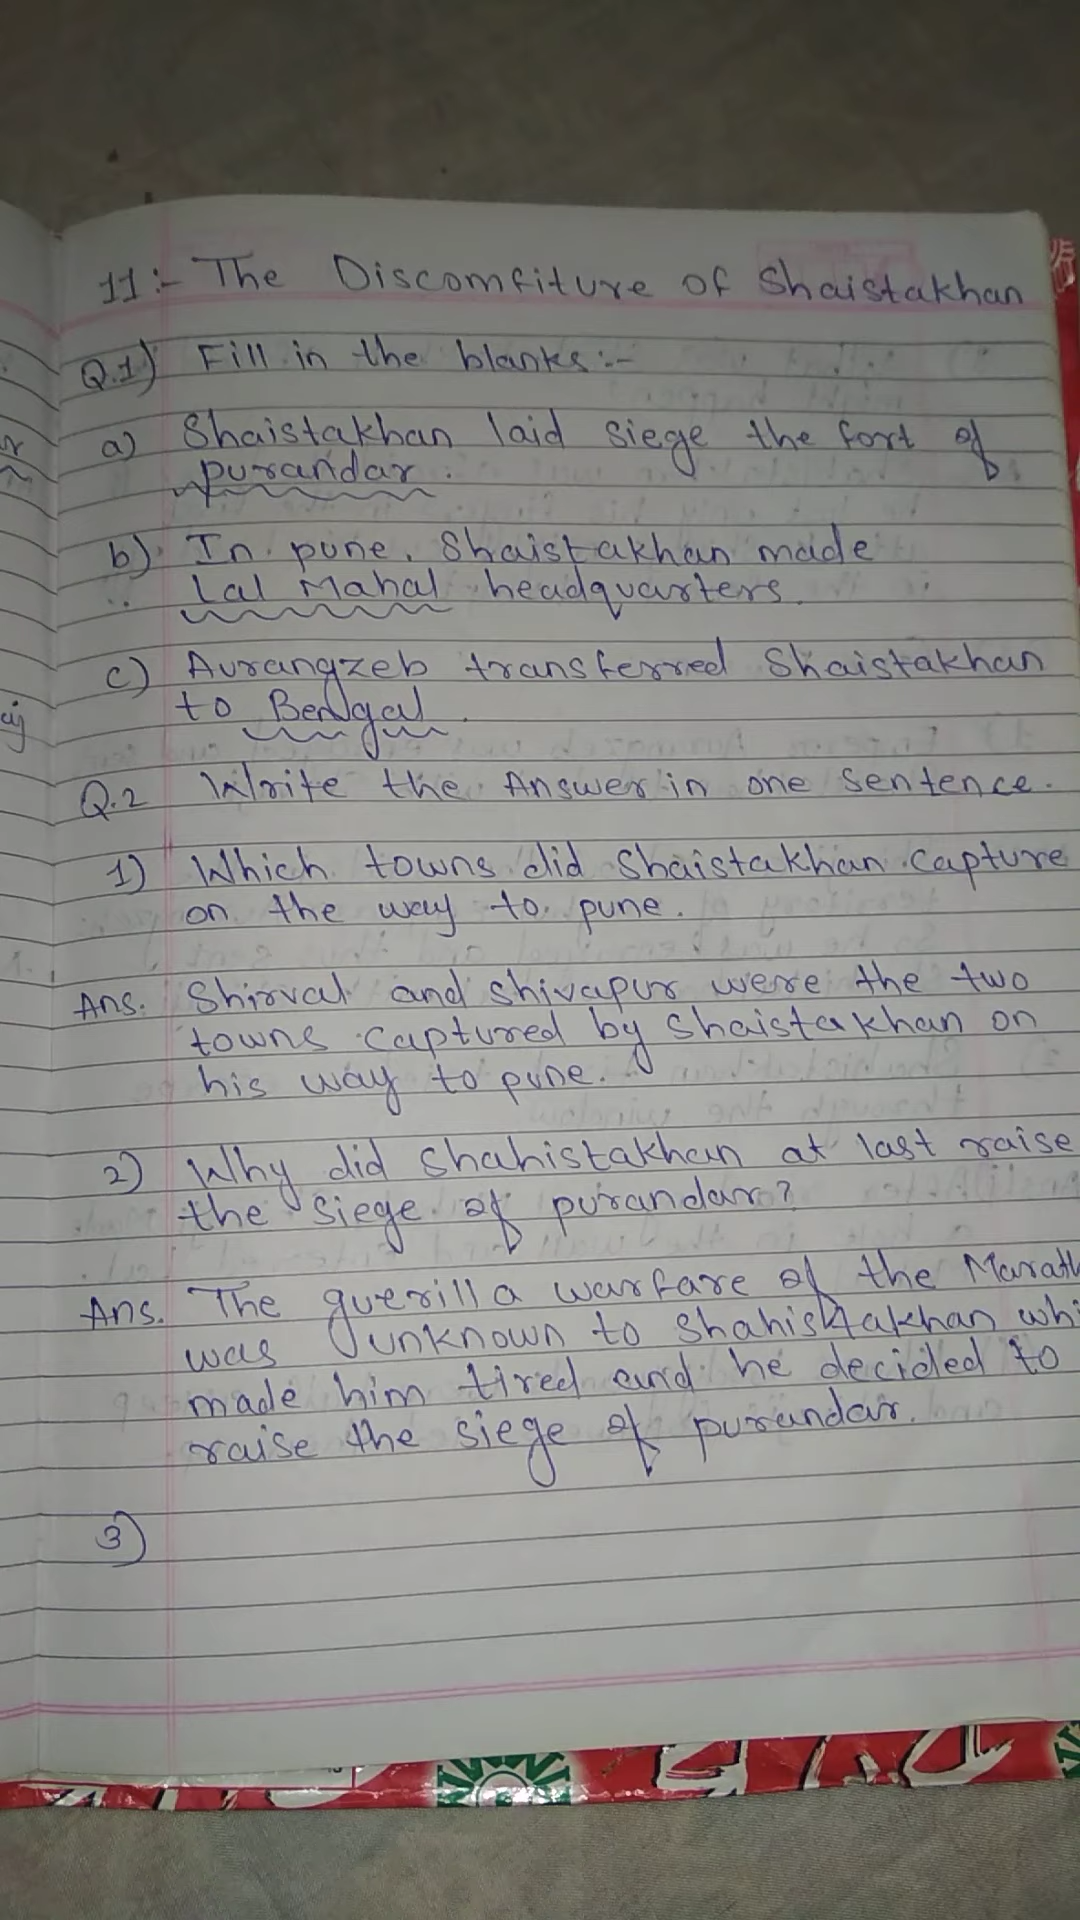 11:- The Discomfiture of Shaistakhan
Q.1) Fill in the blanks:-
a) Shaistakhan laid siege the fort of
purandar.
b) In pune, Shaistakhan made
Lal Mahal headquarters.
c) Aurangzeb transferred Shaistakhan
to Bengal.
Q.2 Write the Answer in one sentence.
1) Which towns did Shaistakhan capture
on the way to pune.
Ans. Shirval and shivapur were the two
towns captured by Shaistakhan on
his way to pune.
2) Why did Shahistakhan at last raise
the siege of purandar?
Ans. The guerilla warfare of the Marath
was unknown to Shahistakhan whi
made him tired and he decided to
raise the siege of purandar.
3)